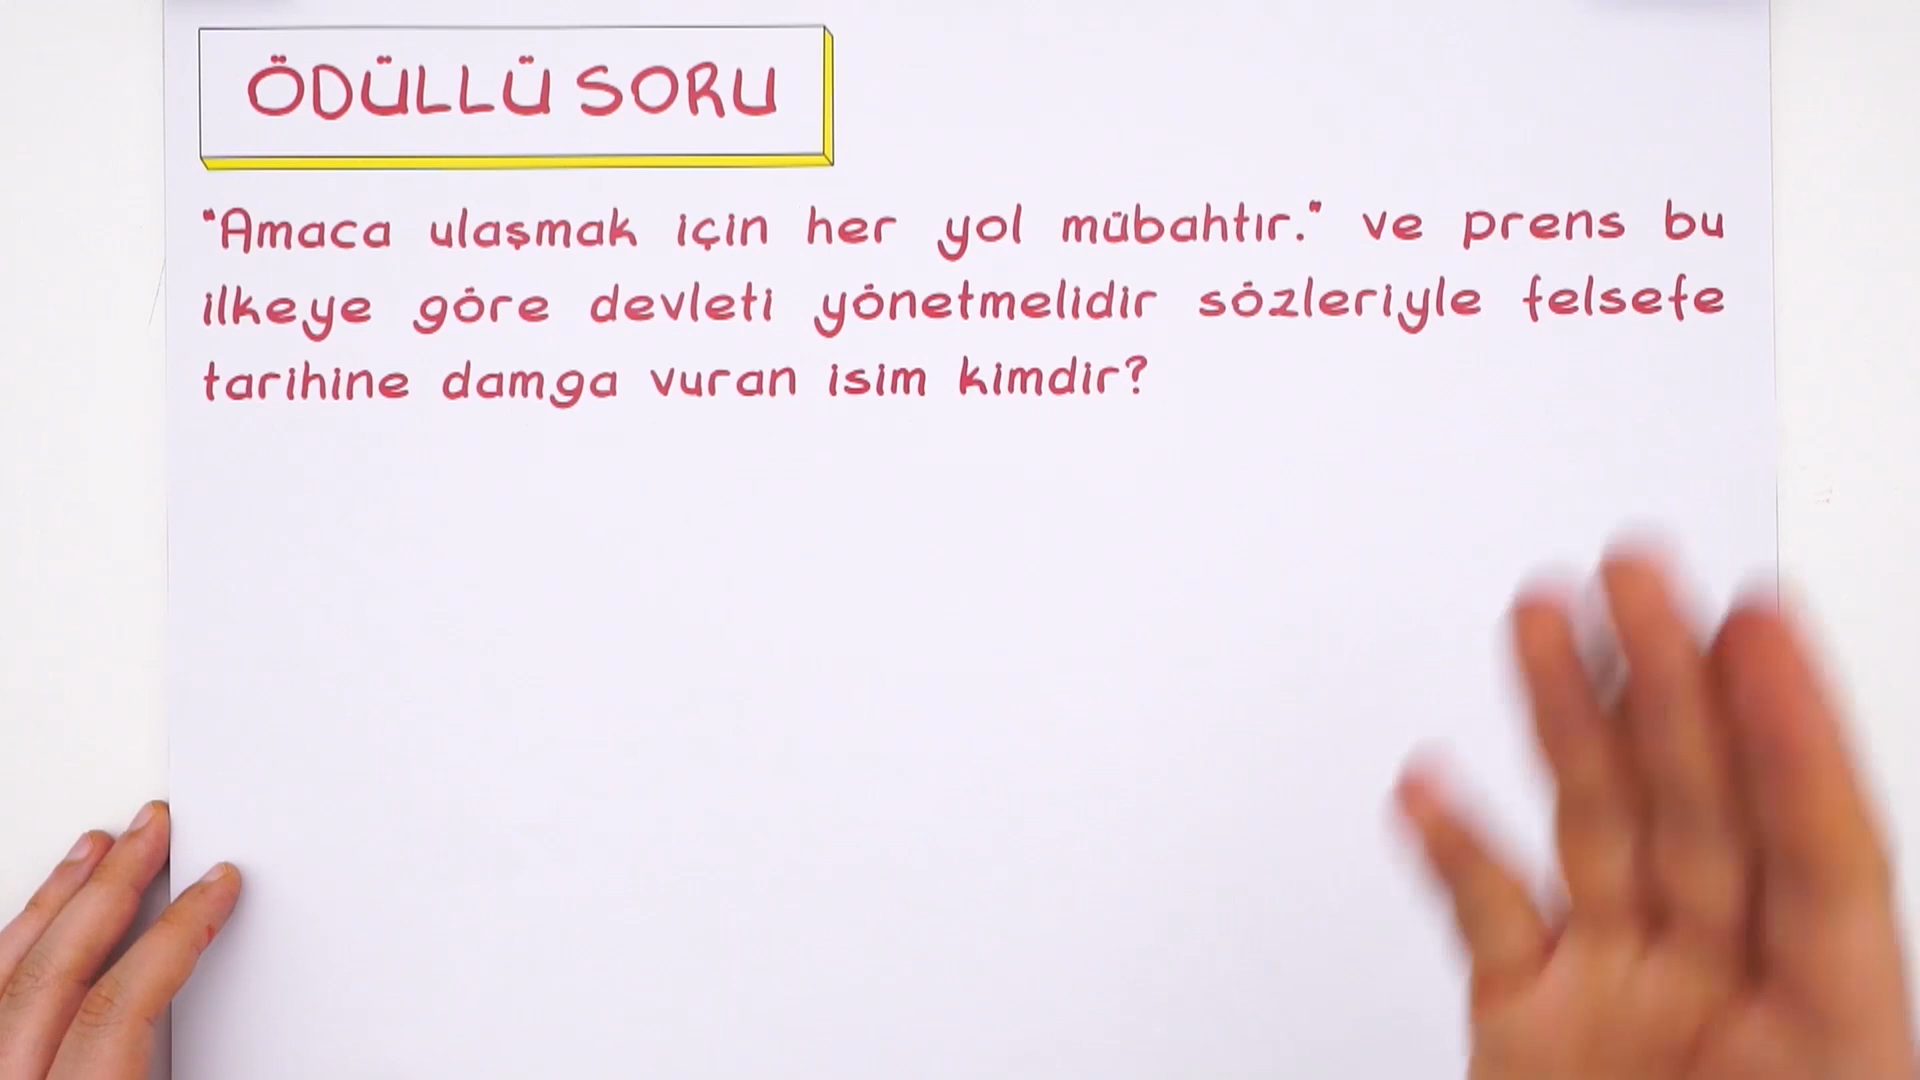 ÖDÜLLÜ SORU
"Amaca ulaşmak için her yol mübahtır." ve prens bu
ilkeye göre devleti yönetmelidir sözleriyle felsefe
tarihine damga vuran isim kimdir?